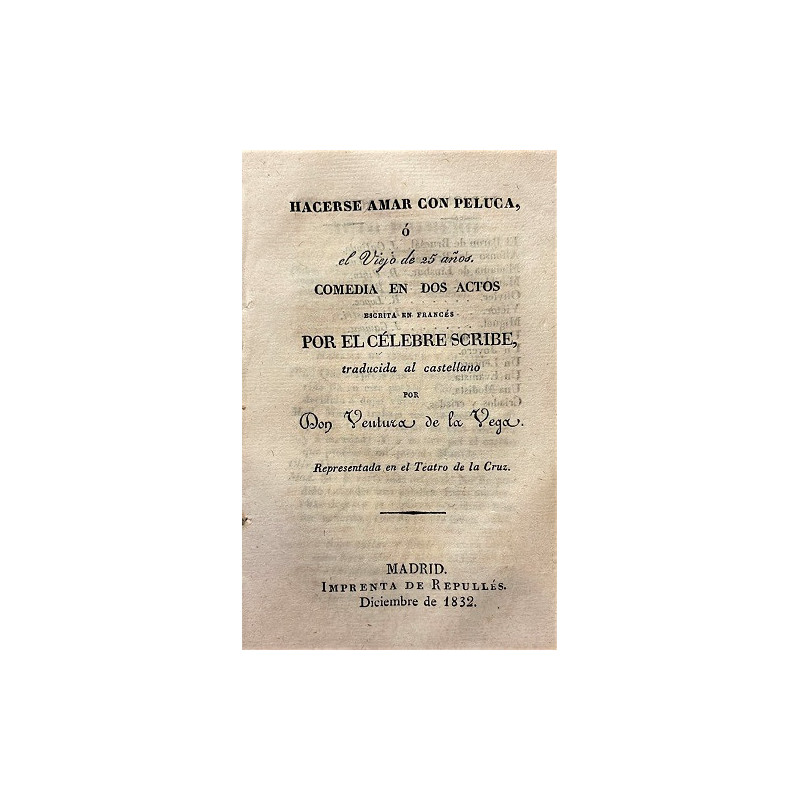 HACERSE AMAR CON PELUCA,
ó
el Viejo de 25 años.
COMEDIA EN DOS ACTOS
ESCRITA EN FRANCÉS
POR EL CÉLEBRE SCRIBE,
traducida al castellano
POR
Don Ventura de la Vega.
Representada en el Teatro de la Cruz.
MADRID.
IMPRENTA DE REPULLÉS.
Diciembre de 1832.